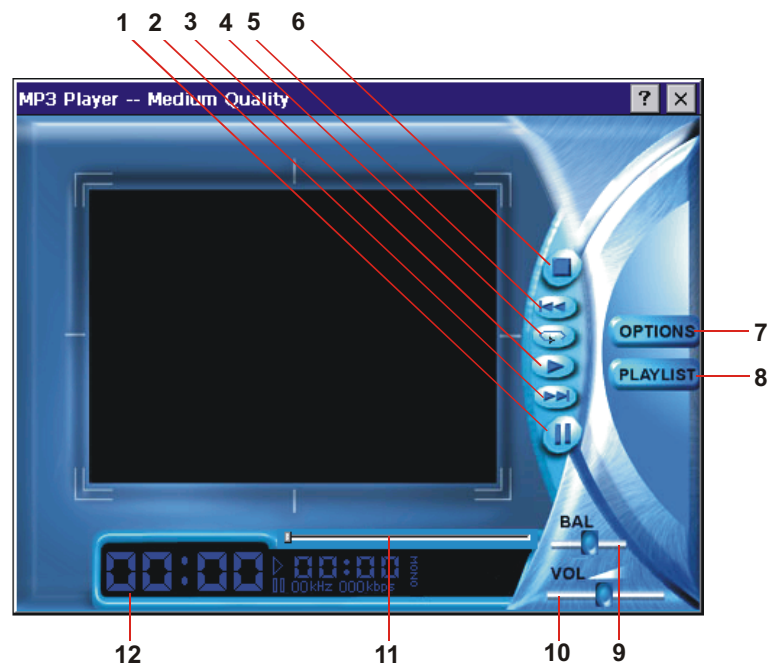 1 2 3 4 5 6
MP3 Player -- Medium Quality ? ×
OPTIONS 7
PLAYLIST 8
BAL
00:00 00:00 MONO
00kHz 000kbps
VOL
12 11 10 9